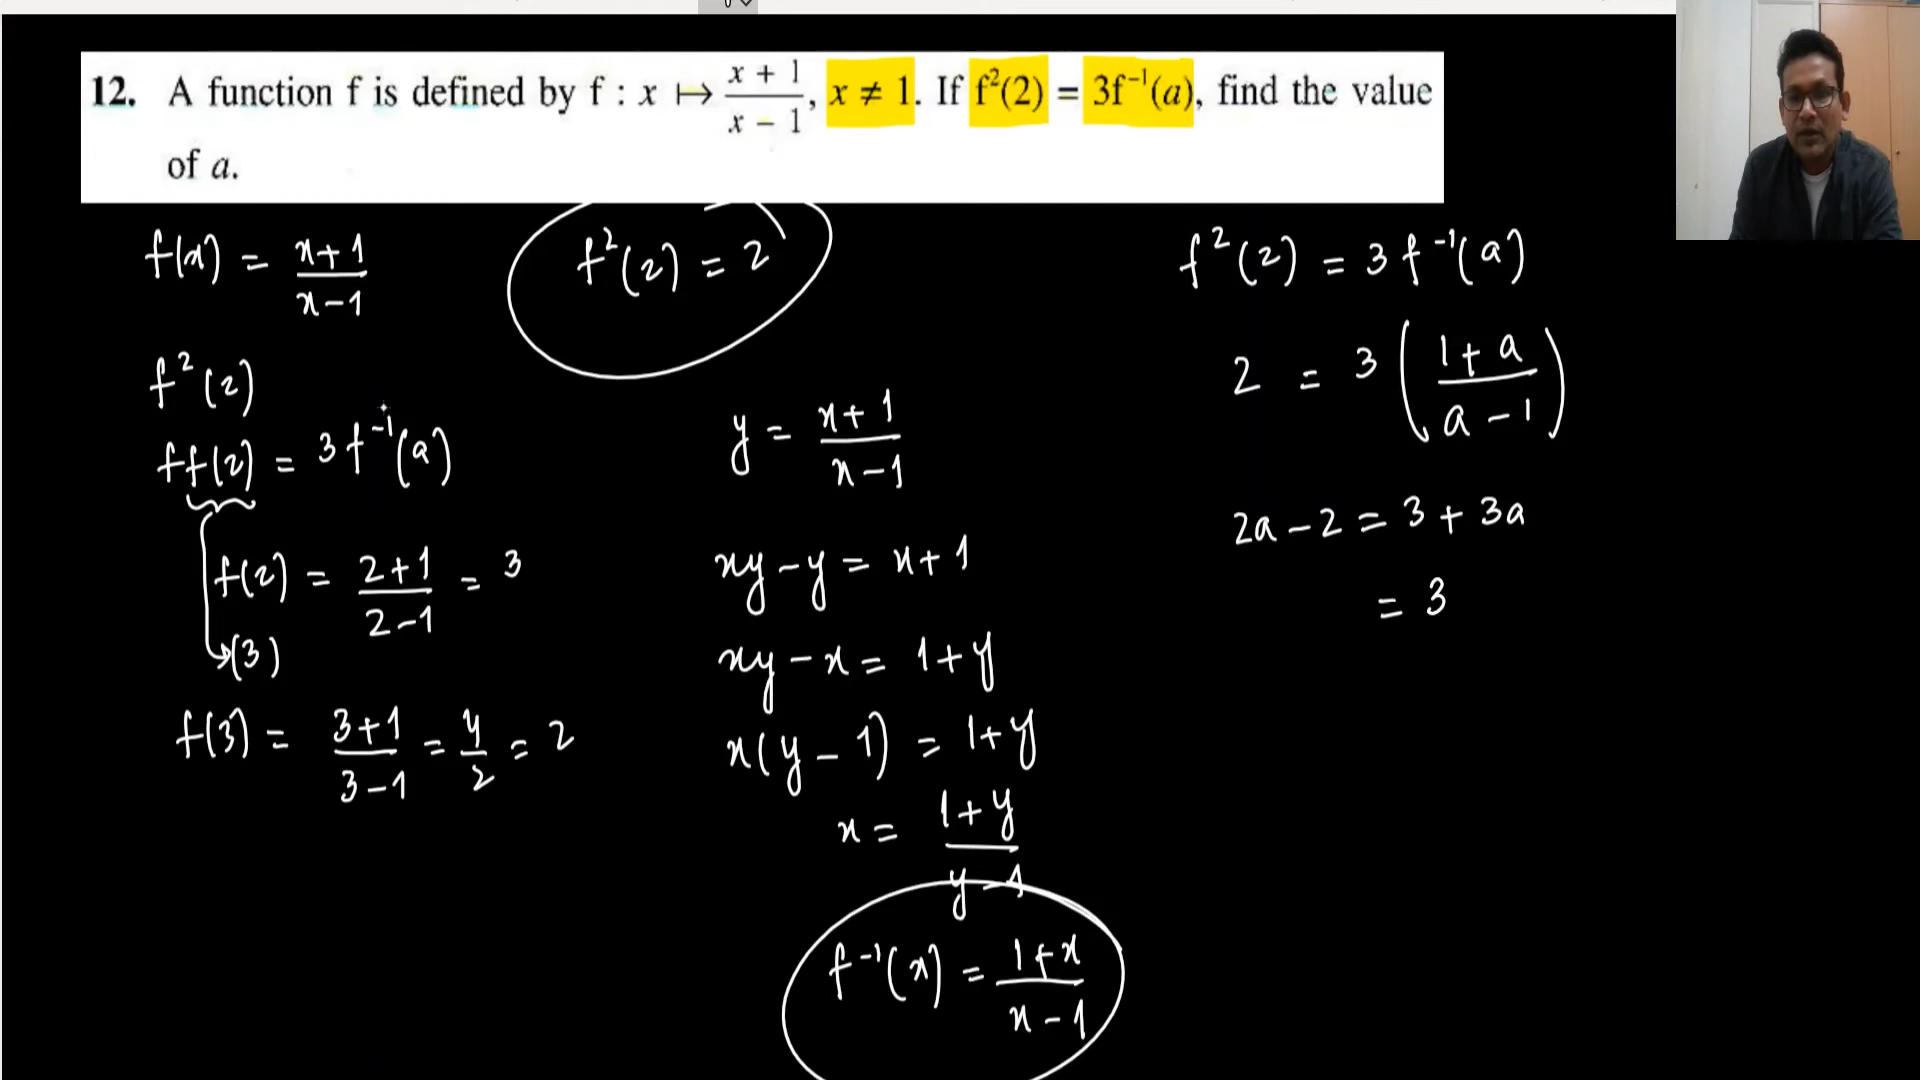 12. A function f is defined by f : x ↦ (x + 1)/(x − 1), x ≠ 1. If f²(2) = 3f⁻¹(a), find the value
of a.
f(x) = (x+1)/(x−1)
f²(2)
ff(2) = 3f⁻¹(a)
f(2) = (2+1)/(2−1) = 3
(3)
f(3) = (3+1)/(3−1) = 4/2 = 2
f²(2) = 2
y = (x+1)/(x−1)
xy − y = x+1
xy − x = 1+y
x(y − 1) = 1+y
x = (1+y)/(y−1)
f⁻¹(x) = (1+x)/(x−1)
f²(2) = 3f⁻¹(a)
2 = 3((1+a)/(a−1))
2a − 2 = 3 + 3a
= 3